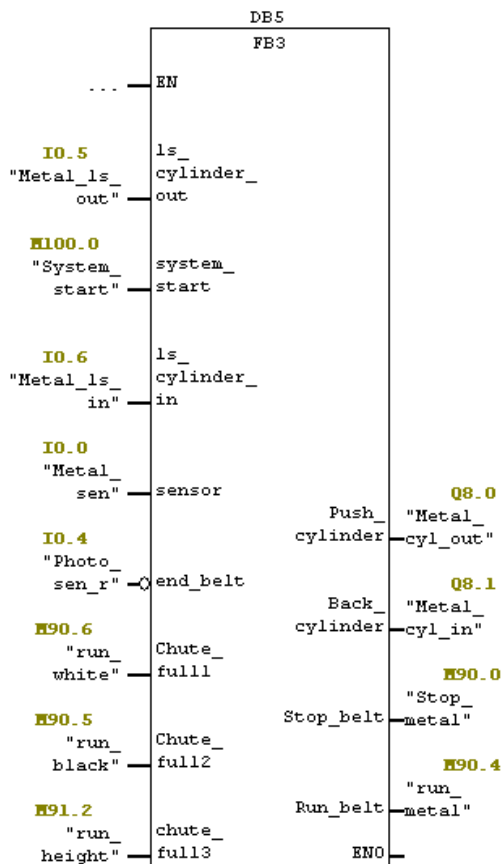 DB5
FB3
... EN
I0.5
"Metal_ls_
out"
ls_
cylinder_
out
M100.0
"System_
start"
system_
start
I0.6
"Metal_ls_
in"
ls_
cylinder_
in
I0.0
"Metal_
sen"
sensor
I0.4
"Photo_
sen_r"
end_belt
M90.6
"run_
white"
Chute_
full1
M90.5
"run_
black"
Chute_
full2
M91.2
"run_
height"
chute_
full3
Push_
cylinder
Q8.0
"Metal_
cyl_out"
Back_
cylinder
Q8.1
"Metal_
cyl_in"
Stop_belt
M90.0
"Stop_
metal"
Run_belt
M90.4
"run_
metal"
ENO